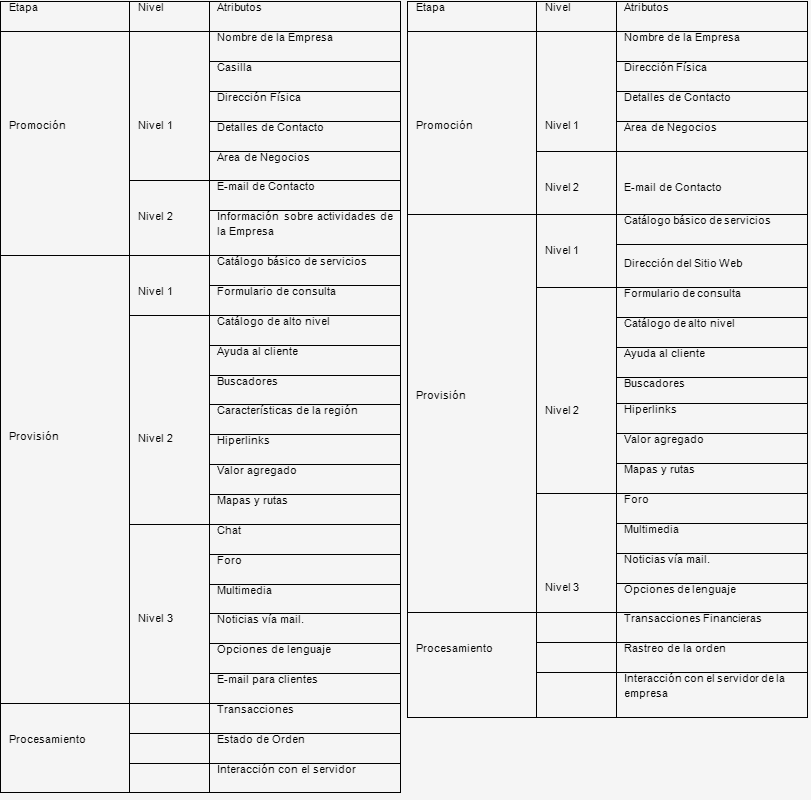 Etapa
Nivel
Atributos
Promoción
Nivel 1
Nombre de la Empresa
Casilla
Dirección Física
Detalles de Contacto
Area de Negocios
Nivel 2
E-mail de Contacto
Información sobre actividades de
la Empresa
Provisión
Nivel 1
Catálogo básico de servicios
Formulario de consulta
Nivel 2
Catálogo de alto nivel
Ayuda al cliente
Buscadores
Características de la región
Hiperlinks
Valor agregado
Mapas y rutas
Nivel 3
Chat
Foro
Multimedia
Noticias vía mail.
Opciones de lenguaje
E-mail para clientes
Procesamiento
Transacciones
Estado de Orden
Interacción con el servidor
Etapa
Nivel
Atributos
Promoción
Nivel 1
Nombre de la Empresa
Dirección Física
Detalles de Contacto
Area de Negocios
Nivel 2
E-mail de Contacto
Provisión
Nivel 1
Catálogo básico de servicios
Dirección del Sitio Web
Nivel 2
Formulario de consulta
Catálogo de alto nivel
Ayuda al cliente
Buscadores
Hiperlinks
Valor agregado
Mapas y rutas
Nivel 3
Foro
Multimedia
Noticias vía mail.
Opciones de lenguaje
Procesamiento
Transacciones Financieras
Rastreo de la orden
Interacción con el servidor de la
empresa